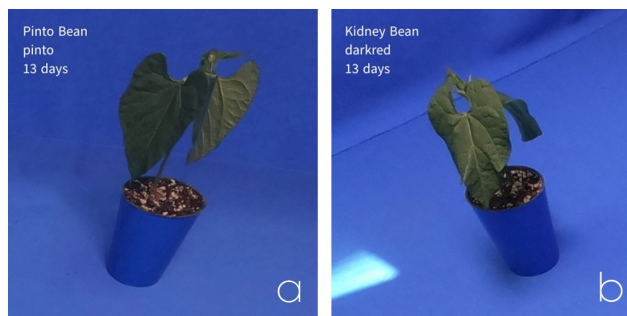 Pinto Bean
pinto
13 days
a
Kidney Bean
darkred
13 days
b